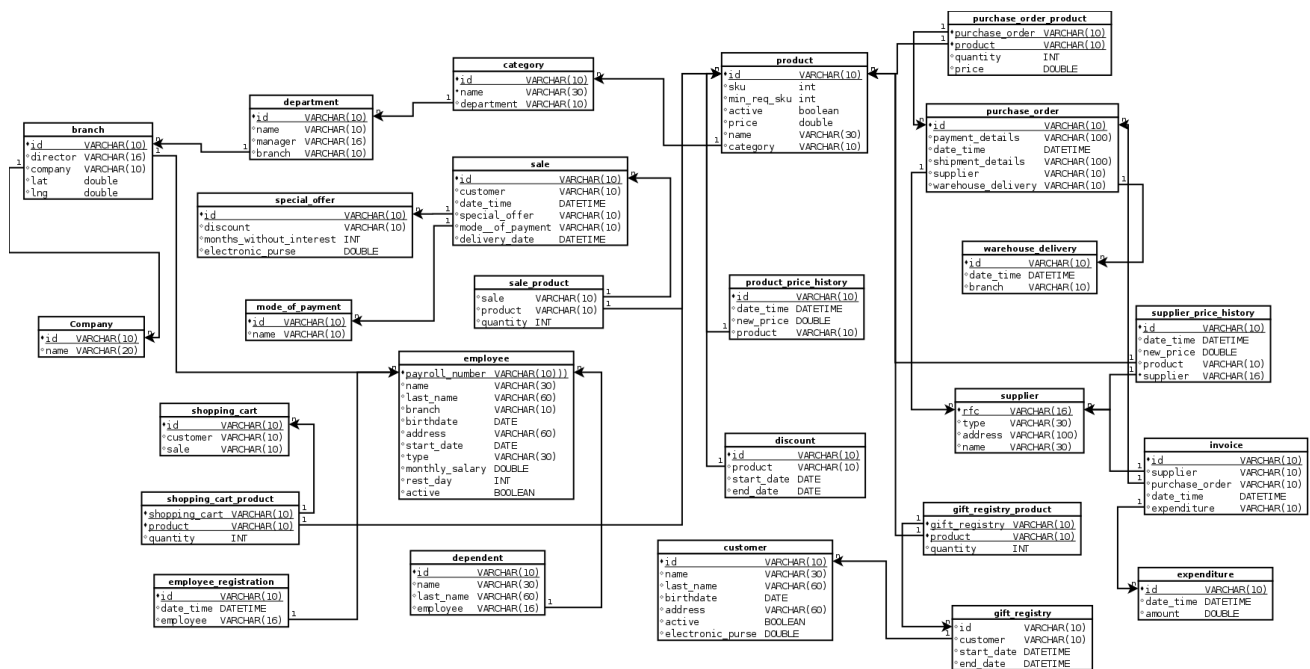 purchase_order_product
purchase_order VARCHAR(10)
product VARCHAR(10)
quantity INT
price DOUBLE
product
id VARCHAR(10)
sku int
min_req_sku int
active boolean
price double
name VARCHAR(30)
category VARCHAR(10)
category
id VARCHAR(10)
name VARCHAR(30)
department VARCHAR(10)
department
id VARCHAR(10)
name VARCHAR(10)
manager VARCHAR(16)
branch VARCHAR(10)
branch
id VARCHAR(10)
director VARCHAR(16)
company VARCHAR(10)
lat double
lng double
purchase_order
id VARCHAR(10)
payment_details VARCHAR(100)
date_time DATETIME
shipment_details VARCHAR(100)
supplier VARCHAR(10)
warehouse_delivery VARCHAR(10)
sale
id VARCHAR(10)
customer VARCHAR(10)
date_time DATETIME
special_offer VARCHAR(10)
mode__of_payment VARCHAR(10)
delivery_date DATETIME
special_offer
id VARCHAR(10)
discount VARCHAR(10)
months_without_interest INT
electronic_purse DOUBLE
warehouse_delivery
id VARCHAR(10)
date_time DATETIME
branch VARCHAR(10)
sale_product
sale VARCHAR(10)
product VARCHAR(10)
quantity INT
product_price_history
id VARCHAR(10)
date_time DATETIME
new_price DOUBLE
product VARCHAR(10)
mode_of_payment
id VARCHAR(10)
name VARCHAR(10)
Company
id VARCHAR(10)
name VARCHAR(20)
supplier_price_history
id VARCHAR(10)
date_time DATETIME
new_price DOUBLE
product VARCHAR(10)
supplier VARCHAR(16)
employee
payroll_number VARCHAR(10)))
name VARCHAR(30)
last_name VARCHAR(60)
branch VARCHAR(10)
birthdate DATE
address VARCHAR(60)
start_date DATE
type VARCHAR(30)
monthly_salary DOUBLE
rest_day INT
active BOOLEAN
supplier
rfc VARCHAR(16)
type VARCHAR(30)
address VARCHAR(100)
name VARCHAR(30)
shopping_cart
id VARCHAR(10)
customer VARCHAR(10)
sale VARCHAR(10)
discount
id VARCHAR(10)
product VARCHAR(10)
start_date DATE
end_date DATE
invoice
id VARCHAR(10)
supplier VARCHAR(10)
purchase_order VARCHAR(10)
date_time DATETIME
expenditure VARCHAR(10)
shopping_cart_product
shopping_cart VARCHAR(10)
product VARCHAR(10)
quantity INT
gift_registry_product
gift_registry VARCHAR(10)
product VARCHAR(10)
quantity INT
customer
id VARCHAR(10)
name VARCHAR(30)
last_name VARCHAR(60)
birthdate DATE
address VARCHAR(60)
active BOOLEAN
electronic_purse DOUBLE
dependent
id VARCHAR(10)
name VARCHAR(30)
last_name VARCHAR(60)
employee VARCHAR(16)
employee_registration
id VARCHAR(10)
date_time DATETIME
employee VARCHAR(16)
expenditure
id VARCHAR(10)
date_time DATETIME
amount DOUBLE
gift_registry
id VARCHAR(10)
customer VARCHAR(10)
start_date DATETIME
end_date DATETIME